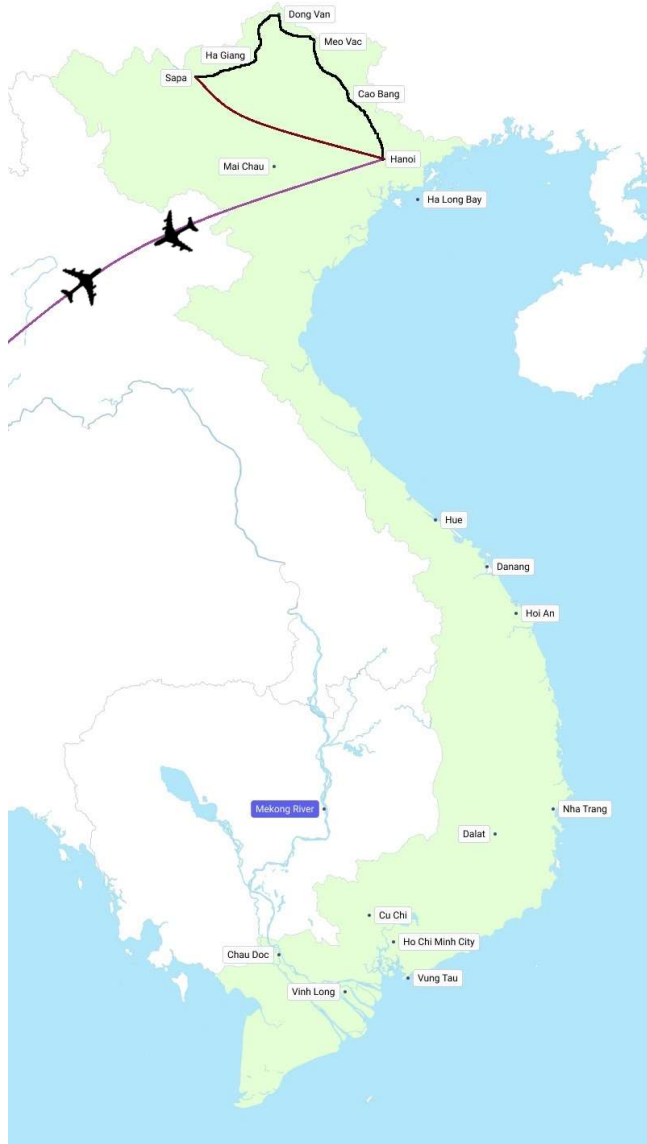 Dong Van
Meo Vac
Ha Giang
Sapa
Cao Bang
Hanoi
Mai Chau
Ha Long Bay
Hue
Danang
Hoi An
Mekong River
Nha Trang
Dalat
Cu Chi
Ho Chi Minh City
Chau Doc
Vung Tau
Vinh Long